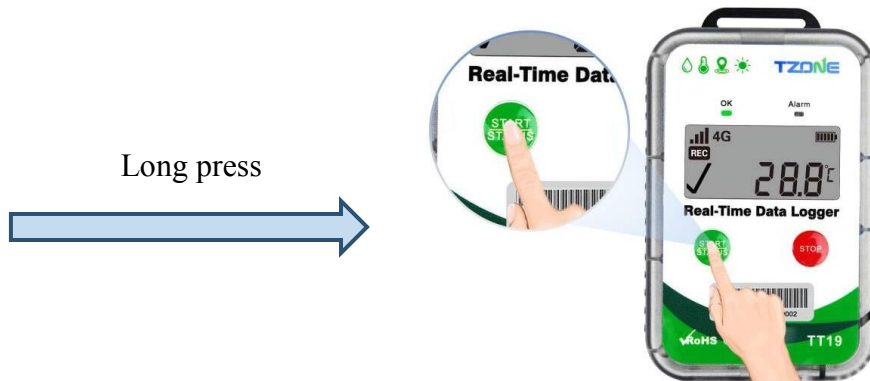 Long press
Real-Time Dat
START
STATUS
TZONE
OK
Alarm
4G
REC
28.8℃
Real-Time Data Logger
START
STATUS
STOP
RoHS
TT19